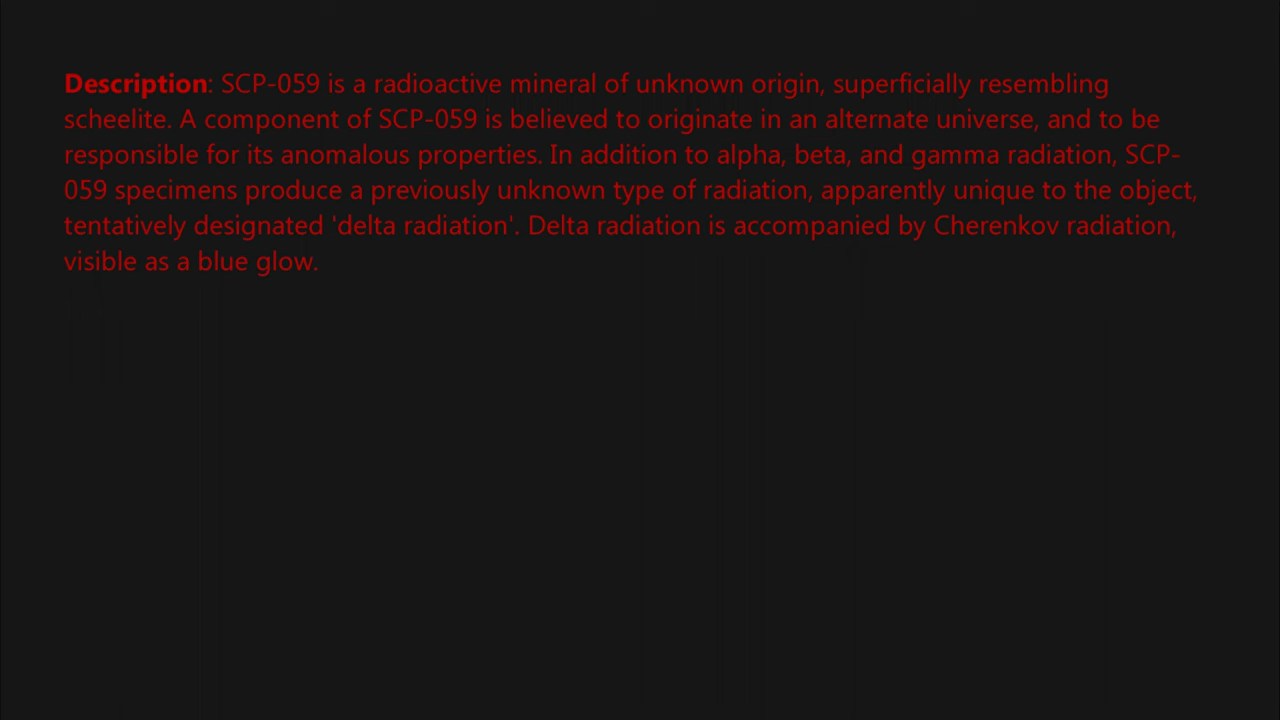 Description: SCP-059 is a radioactive mineral of unknown origin, superficially resembling
scheelite. A component of SCP-059 is believed to originate in an alternate universe, and to be
responsible for its anomalous properties. In addition to alpha, beta, and gamma radiation, SCP-
059 specimens produce a previously unknown type of radiation, apparently unique to the object,
tentatively designated 'delta radiation'. Delta radiation is accompanied by Cherenkov radiation,
visible as a blue glow.